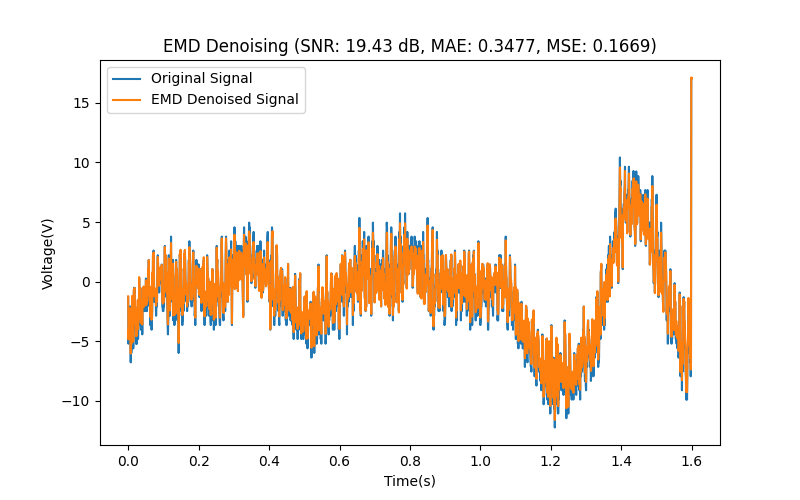 EMD Denoising (SNR: 19.43 dB, MAE: 0.3477, MSE: 0.1669)
Original Signal
EMD Denoised Signal
Voltage(V)
15
10
5
0
−5
−10
0.0 0.2 0.4 0.6 0.8 1.0 1.2 1.4 1.6
Time(s)